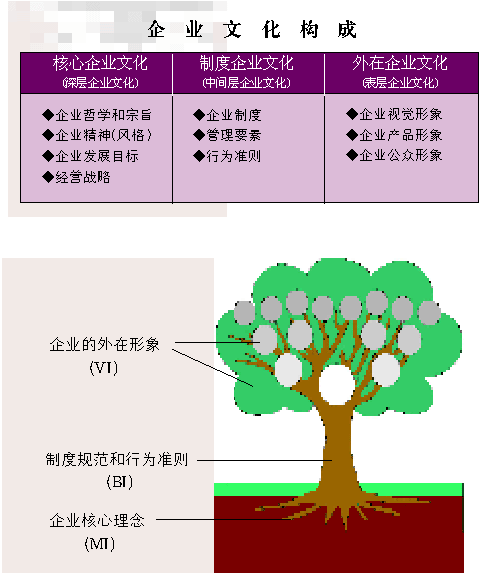 企业文化构成
核心企业文化 制度企业文化 外在企业文化
(深层企业文化) (中间层企业文化) (表层企业文化)
◆企业哲学和宗旨 ◆企业制度 ◆企业视觉形象
◆企业精神(风格) ◆管理要素 ◆企业产品形象
◆企业发展目标 ◆行为准则 ◆企业公众形象
◆经营战略
企业的外在形象
(VI)
制度规范和行为准则
(BI)
企业核心理念
(MI)